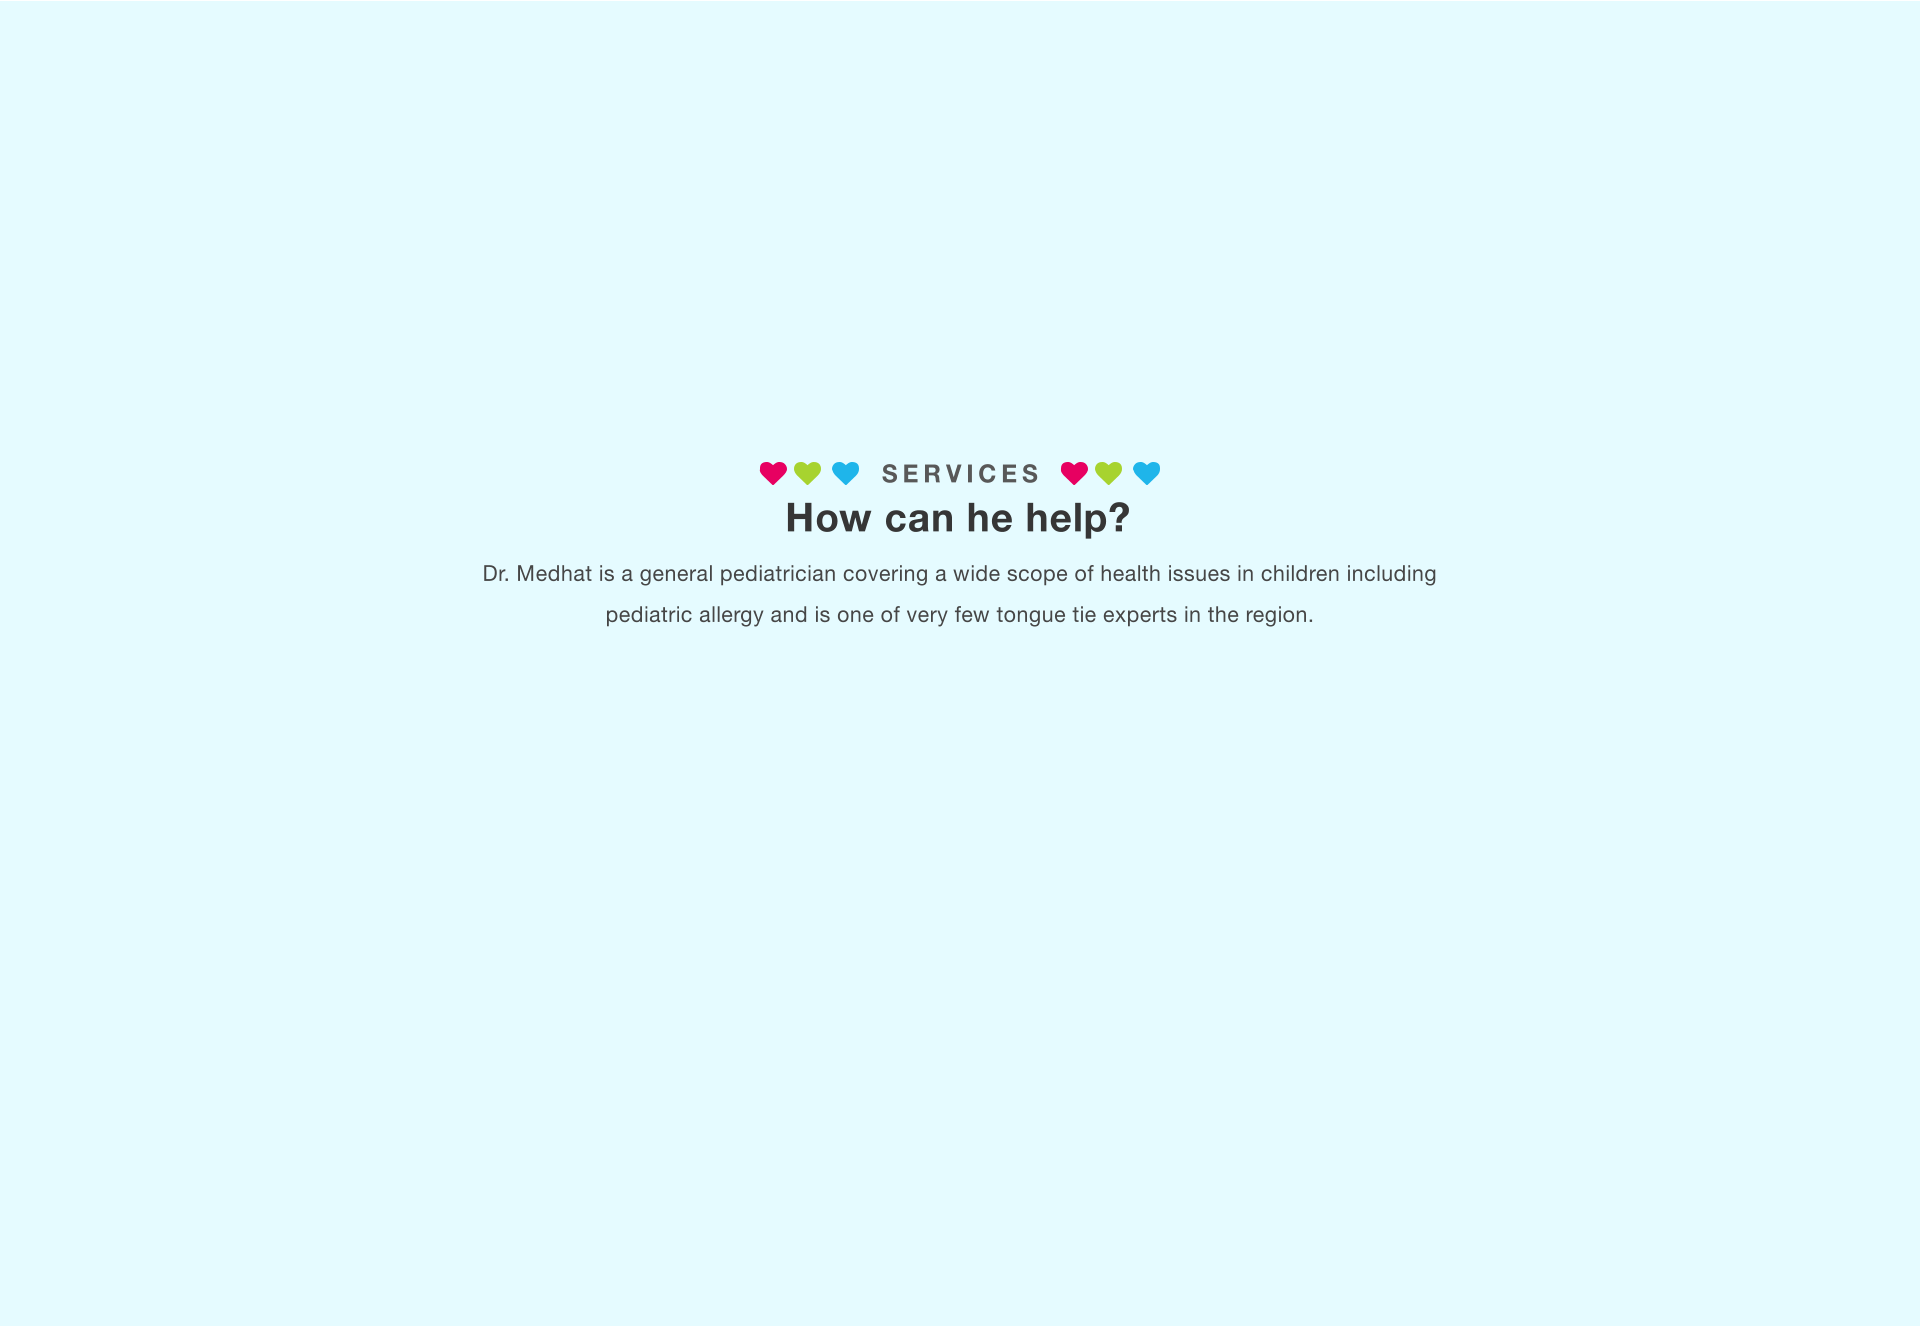 SERVICES
How can he help?
Dr. Medhat is a general pediatrician covering a wide scope of health issues in children including
pediatric allergy and is one of very few tongue tie experts in the region.